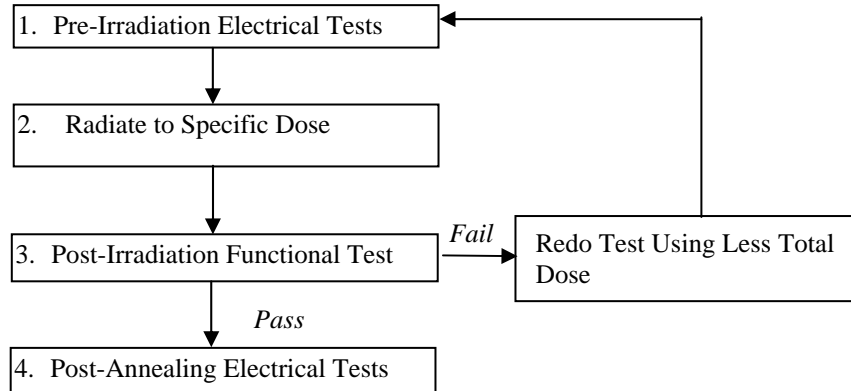 1. Pre-Irradiation Electrical Tests
2. Radiate to Specific Dose
3. Post-Irradiation Functional Test
Fail
Redo Test Using Less Total
Dose
Pass
4. Post-Annealing Electrical Tests